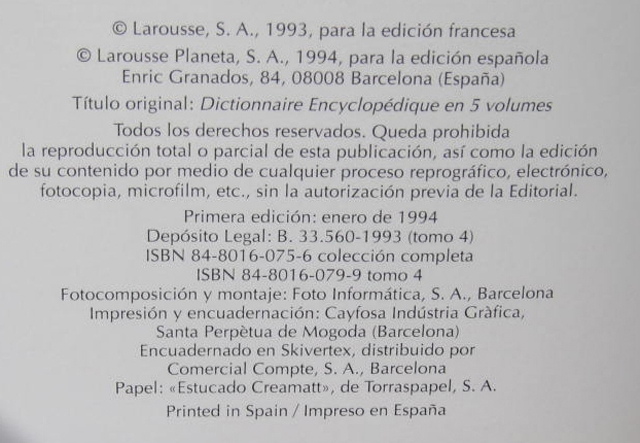 © Larousse, S. A., 1993, para la edición francesa
© Larousse Planeta, S. A., 1994, para la edición española
Enric Granados, 84, 08008 Barcelona (España)
Título original: Dictionnaire Encyclopédique en 5 volumes
Todos los derechos reservados. Queda prohibida
la reproducción total o parcial de esta publicación, así como la edición
de su contenido por medio de cualquier proceso reprográfico, electrónico,
fotocopia, microfilm, etc., sin la autorización previa de la Editorial.
Primera edición: enero de 1994
Depósito Legal: B. 33.560-1993 (tomo 4)
ISBN 84-8016-075-6 colección completa
ISBN 84-8016-079-9 tomo 4
Fotocomposición y montaje: Foto Informática, S. A., Barcelona
Impresión y encuadernación: Cayfosa Indústria Gràfica,
Santa Perpètua de Mogoda (Barcelona)
Encuadernado en Skivertex, distribuido por
Comercial Compte, S. A., Barcelona
Papel: «Estucado Creamatt», de Torraspapel, S. A.
Printed in Spain / Impreso en España